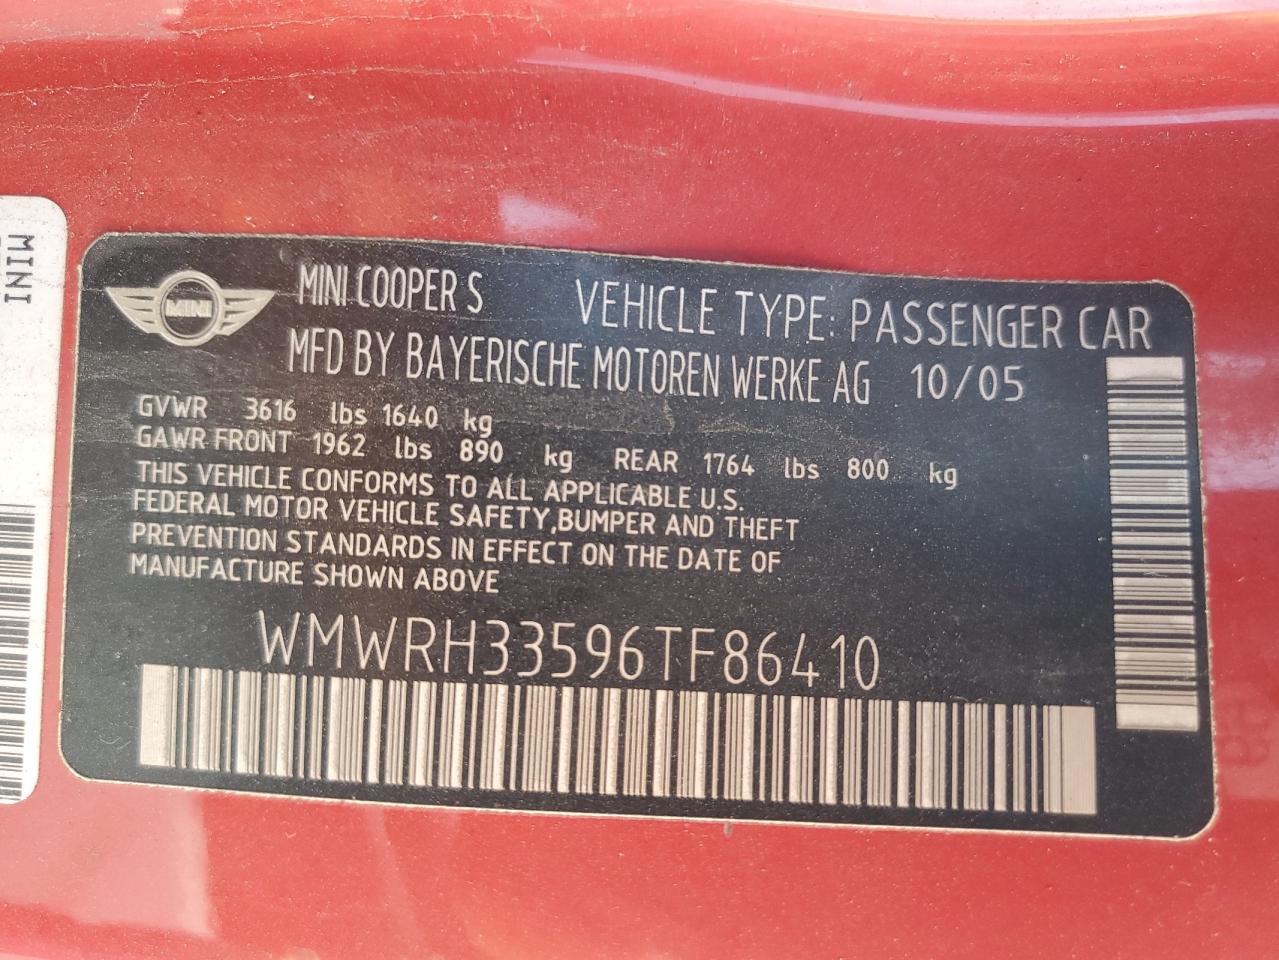 MINI
MINI
MINI COOPER S VEHICLE TYPE: PASSENGER CAR
MFD BY BAYERISCHE MOTOREN WERKE AG 10/05
GVWR 3616 lbs 1640 kg
GAWR FRONT 1962 lbs 890 kg REAR 1764 lbs 800 kg
THIS VEHICLE CONFORMS TO ALL APPLICABLE U.S.
FEDERAL MOTOR VEHICLE SAFETY,BUMPER AND THEFT
PREVENTION STANDARDS IN EFFECT ON THE DATE OF
MANUFACTURE SHOWN ABOVE
WMWRH33596TF86410